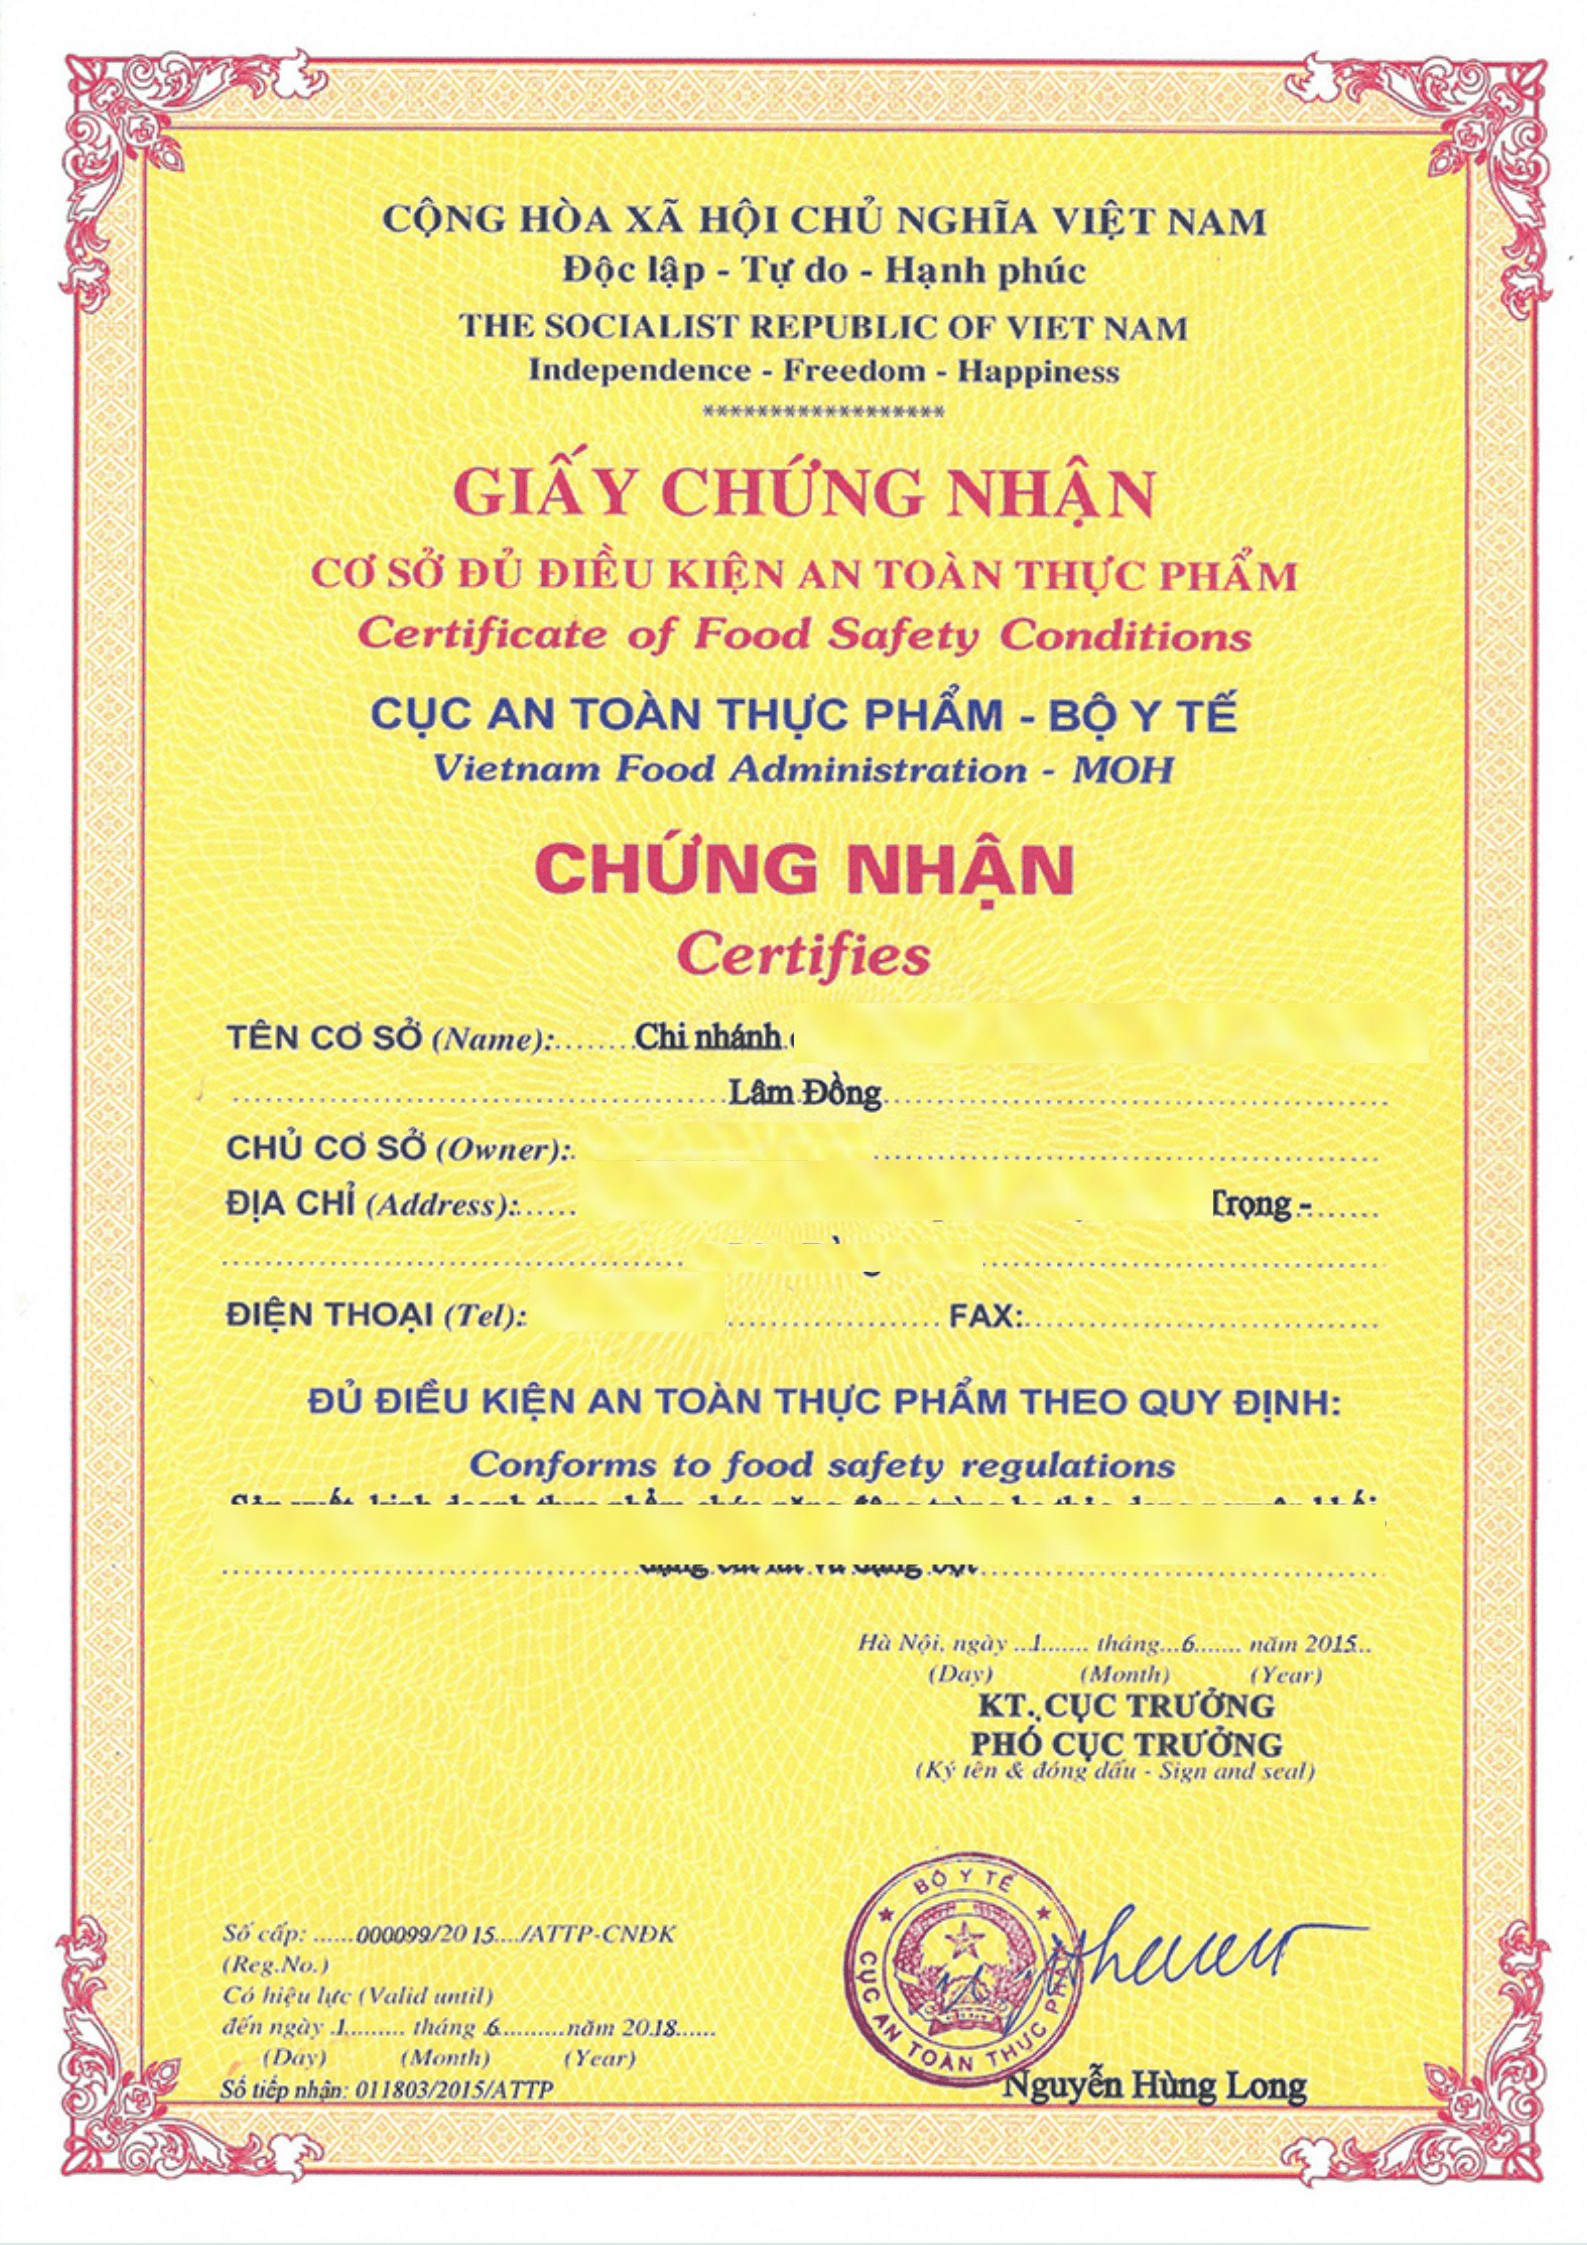 CỘNG HÒA XÃ HỘI CHỦ NGHĨA VIỆT NAM
Độc lập - Tự do - Hạnh phúc
THE SOCIALIST REPUBLIC OF VIET NAM
Independence - Freedom - Happiness
******************
GIẤY CHỨNG NHẬN
CƠ SỞ ĐỦ ĐIỀU KIỆN AN TOÀN THỰC PHẨM
Certificate of Food Safety Conditions
CỤC AN TOÀN THỰC PHẨM - BỘ Y TẾ
Vietnam Food Administration - MOH
CHỨNG NHẬN
Certifies
TÊN CƠ SỞ (Name):........Chi nhánh
Lâm Đồng
CHỦ CƠ SỞ (Owner):
ĐỊA CHỈ (Address):...... Trọng -
ĐIỆN THOẠI (Tel): FAX:
ĐỦ ĐIỀU KIỆN AN TOÀN THỰC PHẨM THEO QUY ĐỊNH:
Conforms to food safety regulations
Hà Nội, ngày ...1....... tháng...6....... năm 2015..
(Day) (Month) (Year)
KT. CỤC TRƯỞNG
PHÓ CỤC TRƯỞNG
(Ký tên & đóng dấu - Sign and seal)
BỘ Y TẾ
CỤC AN TOÀN THỰC PHẨM
Số cấp: ......000099/2015..../ATTP-CNĐK
(Reg.No.)
Có hiệu lực (Valid until)
đến ngày .1......... tháng .6..........năm 2018......
(Day) (Month) (Year)
Số tiếp nhận: 011803/2015/ATTP
Nguyễn Hùng Long